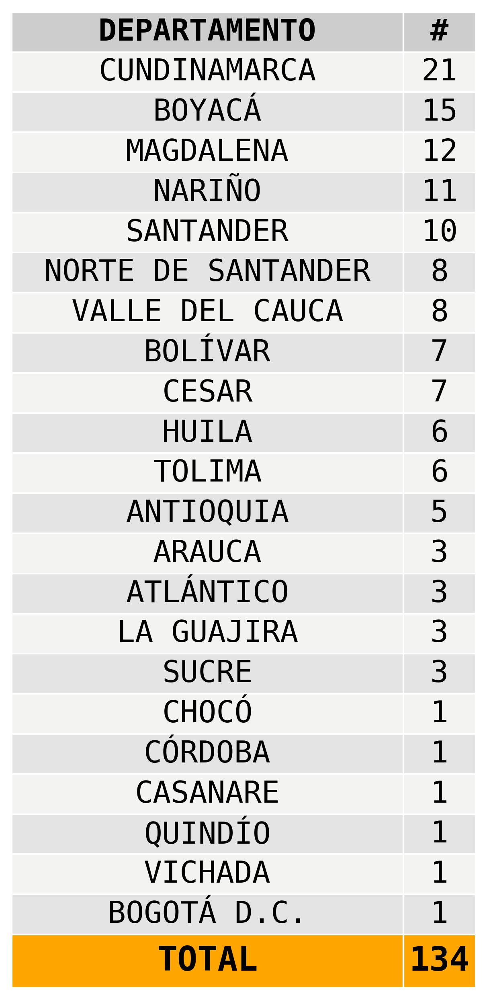 DEPARTAMENTO #
CUNDINAMARCA 21
BOYACÁ 15
MAGDALENA 12
NARIÑO 11
SANTANDER 10
NORTE DE SANTANDER 8
VALLE DEL CAUCA 8
BOLÍVAR 7
CESAR 7
HUILA 6
TOLIMA 6
ANTIOQUIA 5
ARAUCA 3
ATLÁNTICO 3
LA GUAJIRA 3
SUCRE 3
CHOCÓ 1
CÓRDOBA 1
CASANARE 1
QUINDÍO 1
VICHADA 1
BOGOTÁ D.C. 1
TOTAL 134